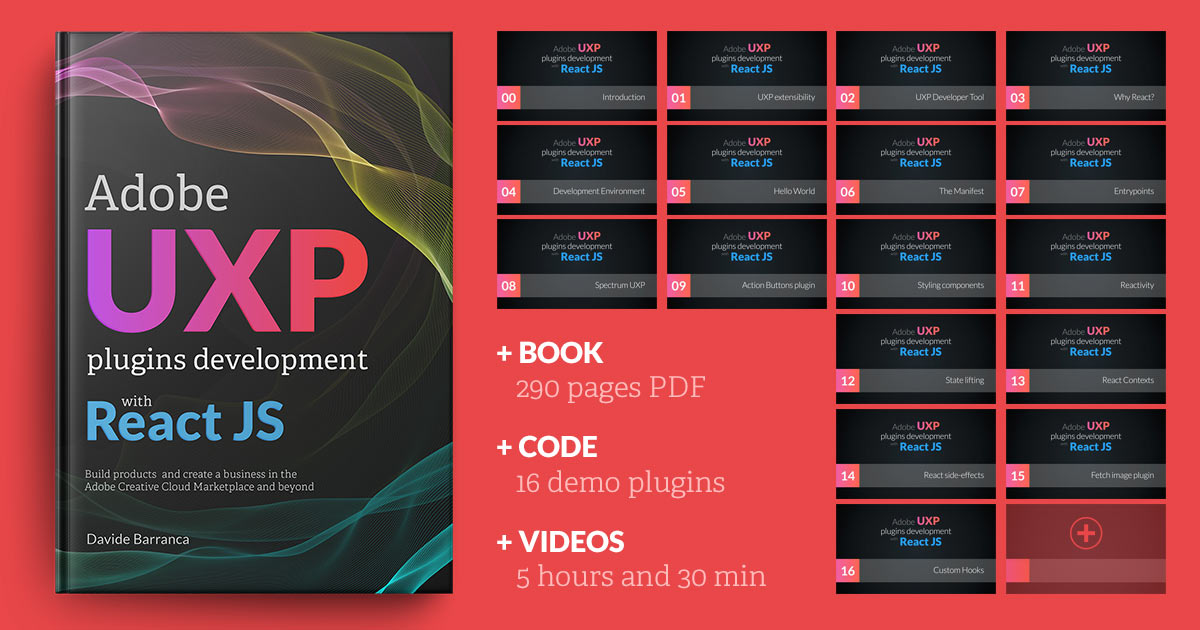 Adobe
UXP
plugins development
with
React JS
Build products and create a business in the
Adobe Creative Cloud Marketplace and beyond
Davide Barranca
Adobe UXP
plugins development
with React JS
00 Introduction
Adobe UXP
plugins development
with React JS
01 UXP extensibility
Adobe UXP
plugins development
with React JS
02 UXP Developer Tool
Adobe UXP
plugins development
with React JS
03 Why React?
Adobe UXP
plugins development
with React JS
04 Development Environment
Adobe UXP
plugins development
with React JS
05 Hello World
Adobe UXP
plugins development
with React JS
06 The Manifest
Adobe UXP
plugins development
with React JS
07 Entrypoints
Adobe UXP
plugins development
with React JS
08 Spectrum UXP
Adobe UXP
plugins development
with React JS
09 Action Buttons plugin
Adobe UXP
plugins development
with React JS
10 Styling components
Adobe UXP
plugins development
with React JS
11 Reactivity
Adobe UXP
plugins development
with React JS
12 State lifting
Adobe UXP
plugins development
with React JS
13 React Contexts
Adobe UXP
plugins development
with React JS
14 React side-effects
Adobe UXP
plugins development
with React JS
15 Fetch image plugin
Adobe UXP
plugins development
with React JS
16 Custom Hooks
+ BOOK
290 pages PDF
+ CODE
16 demo plugins
+ VIDEOS
5 hours and 30 min